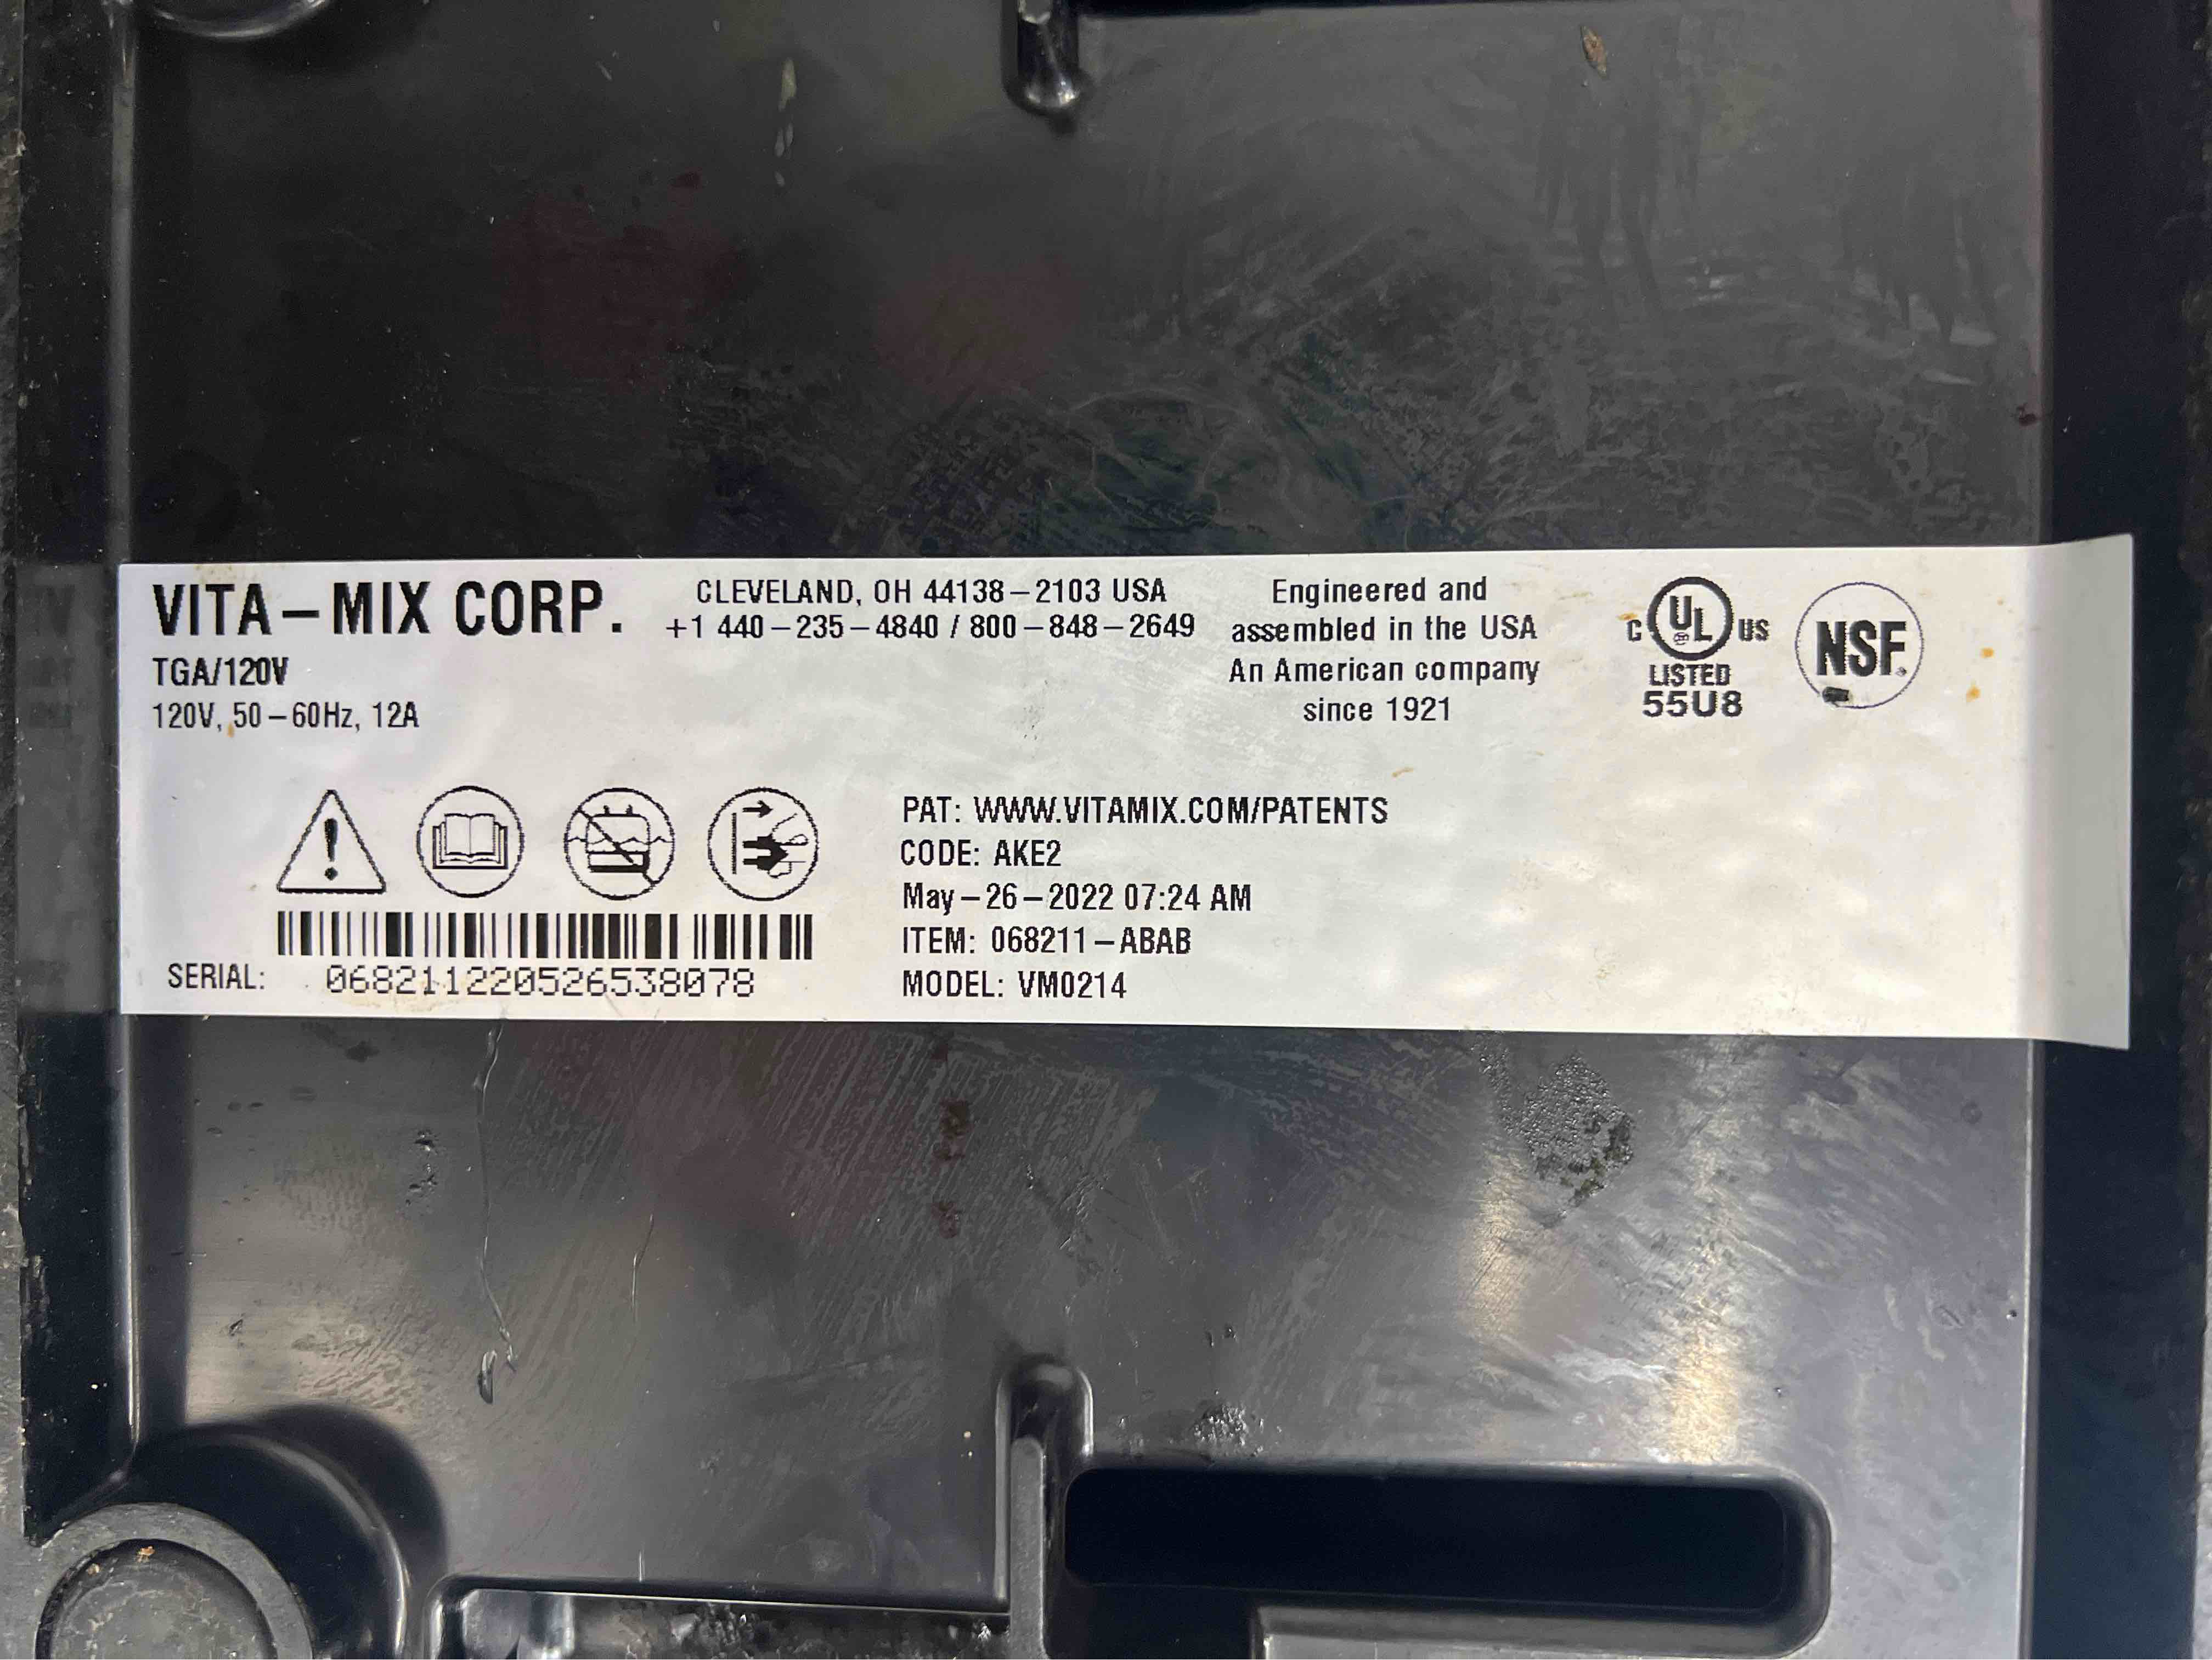 VITA-MIX CORP.
CLEVELAND, OH 44138-2103 USA
+1 440-235-4840 / 800-848-2649
Engineered and
assembled in the USA
An American company
since 1921
C UL US
LISTED
55U8
NSF.
TGA/120V
120V, 50-60Hz, 12A
PAT: WWW.VITAMIX.COM/PATENTS
CODE: AKE2
May-26-2022 07:24 AM
ITEM: 068211-ABAB
MODEL: VM0214
SERIAL: 068211220526538078